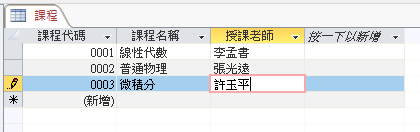 課程
課程代碼 課程名稱 授課老師 按一下以新增
0001 線性代數 李孟書
0002 普通物理 張光遠
0003 微積分 許玉平
(新增)